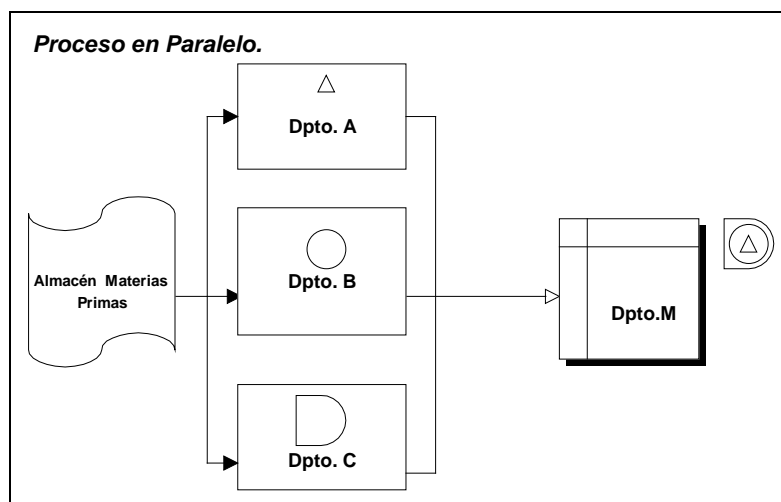 Proceso en Paralelo.
Dpto. A
Almacén Materias
Primas
Dpto. B
Dpto.M
Dpto. C